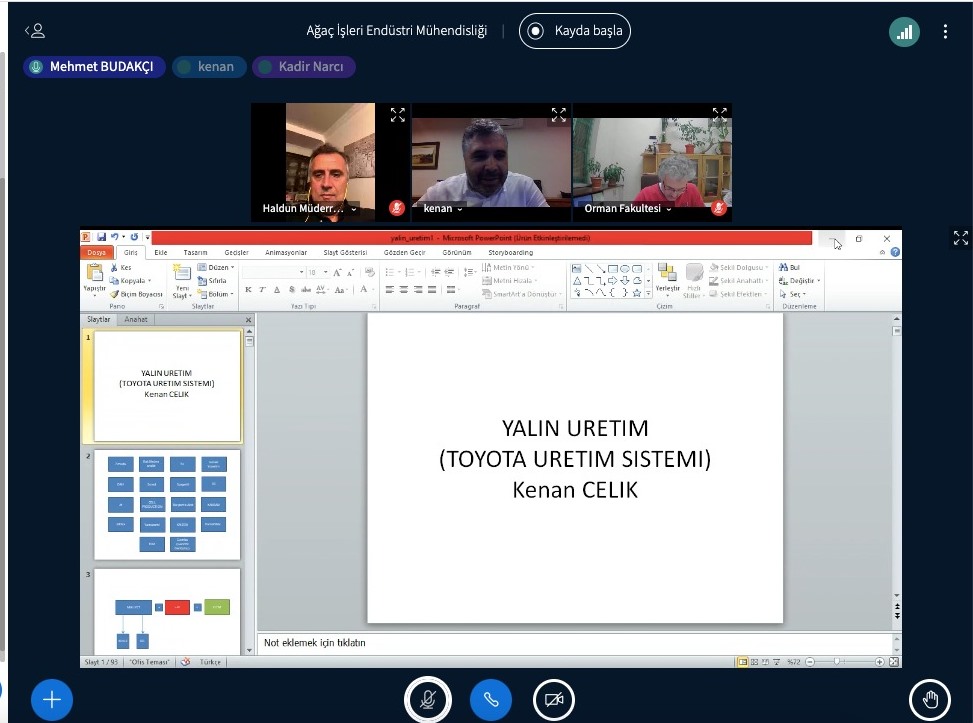 Ağaç İşleri Endüstri Mühendisliği
Kayda başla
Mehmet BUDAKÇI
kenan
Kadir Narcı
Haldun Müderr...
kenan
Orman Fakultesi
yalin_uretim1 - Microsoft PowerPoint (Ürün Etkinleştirilemedi)
Dosya
Giriş
Ekle
Tasarım
Geçişler
Animasyonlar
Slayt Gösterisi
Gözden Geçir
Görünüm
Storyboarding
Yapıştır
Kes
Kopyala
Biçim Boyacısı
Pano
Yeni
Slayt
Düzen
Sıfırla
Bölüm
Slaytlar
18
Yazı Tipi
Metin Yönü
Metni Hizala
SmartArt'a Dönüştür
Paragraf
Yerleştir
Hızlı
Stiller
Şekil Dolgusu
Şekil Anahattı
Şekil Efektleri
Çizim
Bul
Değiştir
Seç
Düzenleme
Slaytlar
Anahat
1
YALIN URETIM
(TOYOTA URETIM SISTEMI)
Kenan CELIK
2
3
YALIN URETIM
(TOYOTA URETIM SISTEMI)
Kenan CELIK
Not eklemek için tıklatın
Slayt 1 / 93
"Ofis Teması"
Türkçe
%72